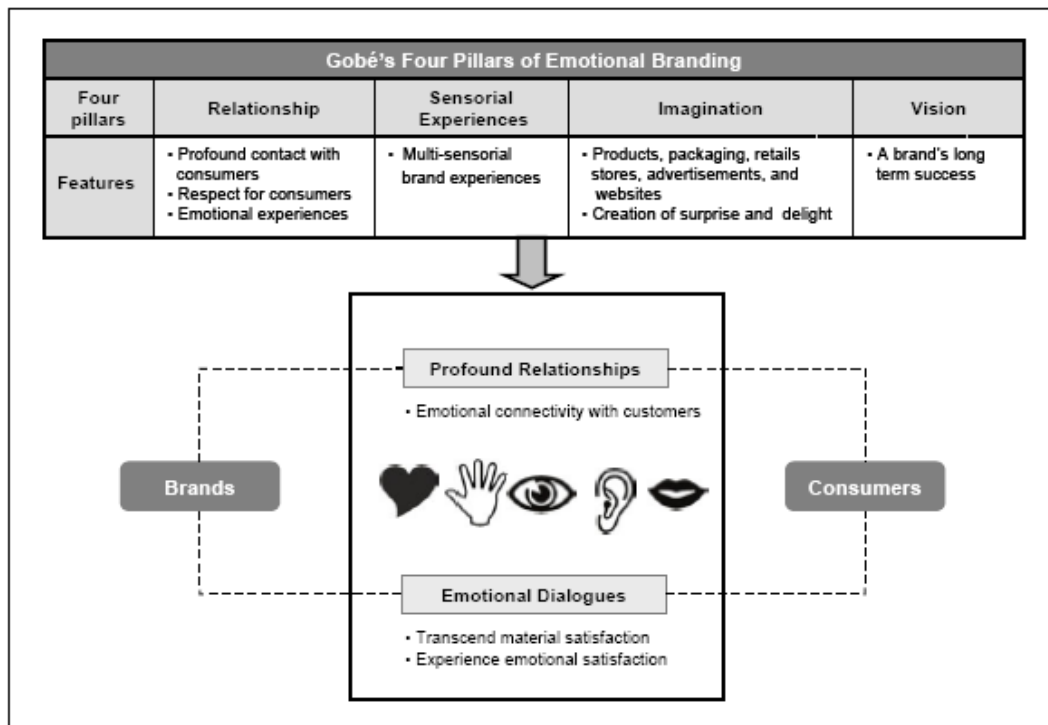 Gobé's Four Pillars of Emotional Branding
Four
pillars
Relationship
Sensorial
Experiences
Imagination
Vision
Features
▪ Profound contact with
consumers
▪ Respect for consumers
▪ Emotional experiences
▪ Multi-sensorial
brand experiences
▪ Products, packaging, retails
stores, advertisements, and
websites
▪ Creation of surprise and delight
▪ A brand's long
term success
Profound Relationships
▪ Emotional connectivity with customers
Brands
Consumers
Emotional Dialogues
▪ Transcend material satisfaction
▪ Experience emotional satisfaction